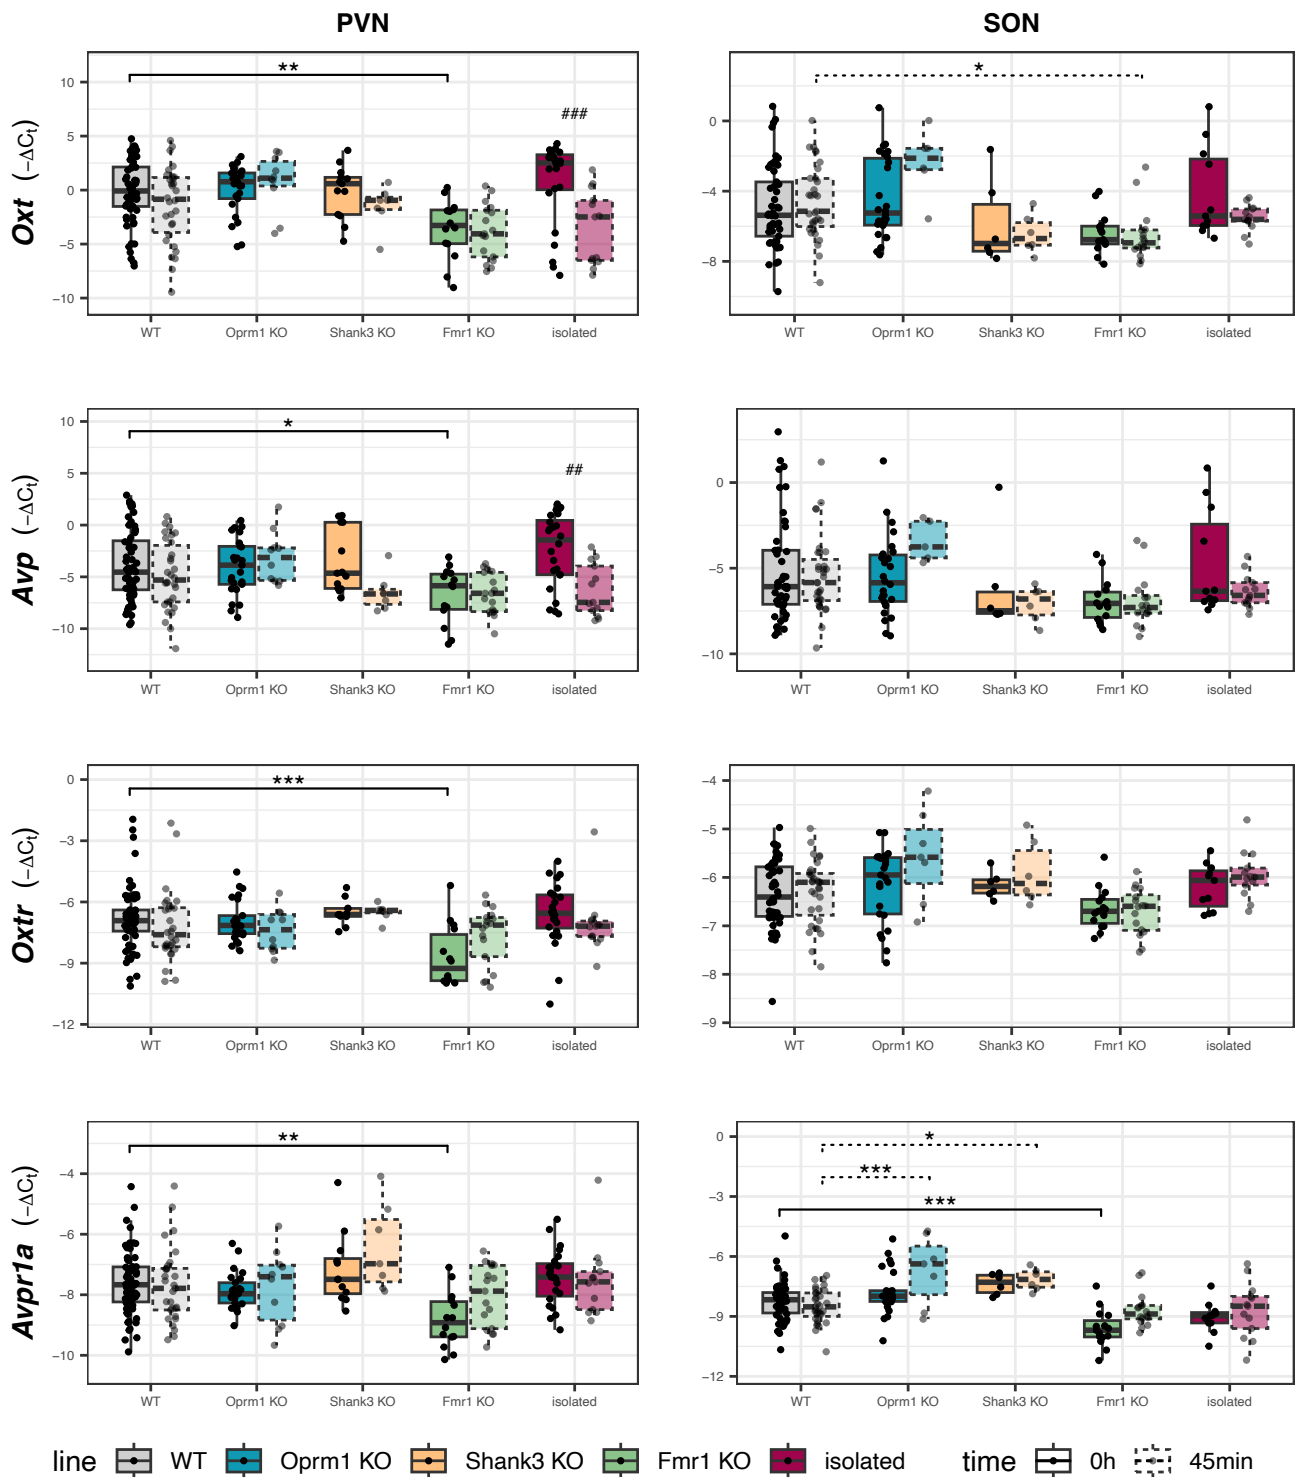 PVN
SON
Oxt (−ΔCt)
10
5
0
−5
−10
**
###
WT
Oprm1 KO
Shank3 KO
Fmr1 KO
isolated
0
−4
−8
*
WT
Oprm1 KO
Shank3 KO
Fmr1 KO
isolated
Avp (−ΔCt)
10
5
0
−5
−10
*
##
WT
Oprm1 KO
Shank3 KO
Fmr1 KO
isolated
0
−5
−10
WT
Oprm1 KO
Shank3 KO
Fmr1 KO
isolated
Oxtr (−ΔCt)
0
−3
−6
−9
−12
***
WT
Oprm1 KO
Shank3 KO
Fmr1 KO
isolated
−4
−5
−6
−7
−8
−9
WT
Oprm1 KO
Shank3 KO
Fmr1 KO
isolated
Avpr1a (−ΔCt)
−4
−6
−8
−10
**
WT
Oprm1 KO
Shank3 KO
Fmr1 KO
isolated
0
−3
−6
−9
−12
*
***
***
WT
Oprm1 KO
Shank3 KO
Fmr1 KO
isolated
line WT Oprm1 KO Shank3 KO Fmr1 KO isolated time 0h 45min